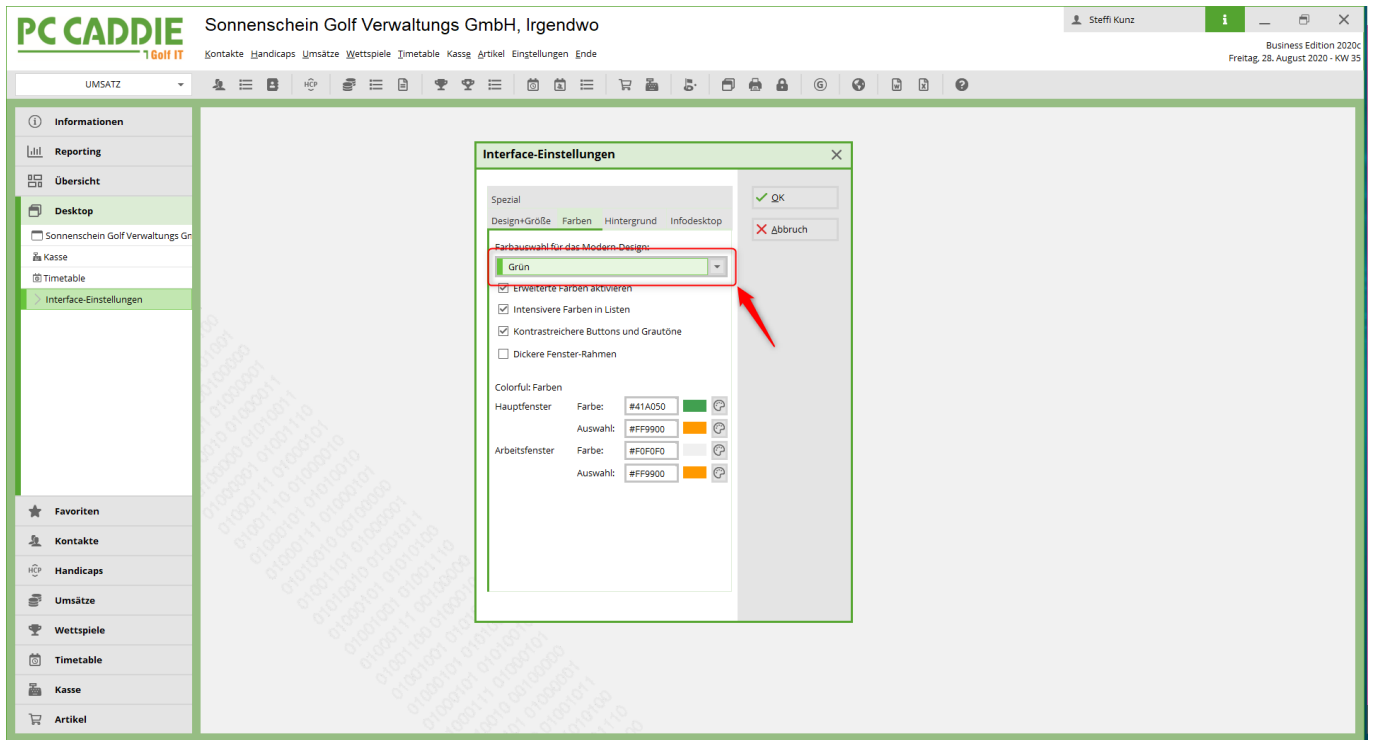 PC CADDIE
Golf IT
Sonnenschein Golf Verwaltungs GmbH, Irgendwo
Kontakte Handicaps Umsätze Wettspiele Timetable Kasse Artikel Einstellungen Ende
Steffi Kunz
i
Business Edition 2020c
Freitag, 28. August 2020 - KW 35
UMSATZ
HCP
Informationen
Reporting
Übersicht
Desktop
Sonnenschein Golf Verwaltungs Gm
Kasse
Timetable
Interface-Einstellungen
Favoriten
Kontakte
HCP Handicaps
Umsätze
Wettspiele
Timetable
Kasse
Artikel
Interface-Einstellungen
Spezial
Design+Größe Farben Hintergrund Infodesktop
Farbauswahl für das Modern-Design:
Grün
Erweiterte Farben aktivieren
Intensivere Farben in Listen
Kontrastreichere Buttons und Grautöne
Dickere Fenster-Rahmen
Colorful: Farben
Hauptfenster Farbe: #41A050
Auswahl: #FF9900
Arbeitsfenster Farbe: #F0F0F0
Auswahl: #FF9900
OK
Abbruch